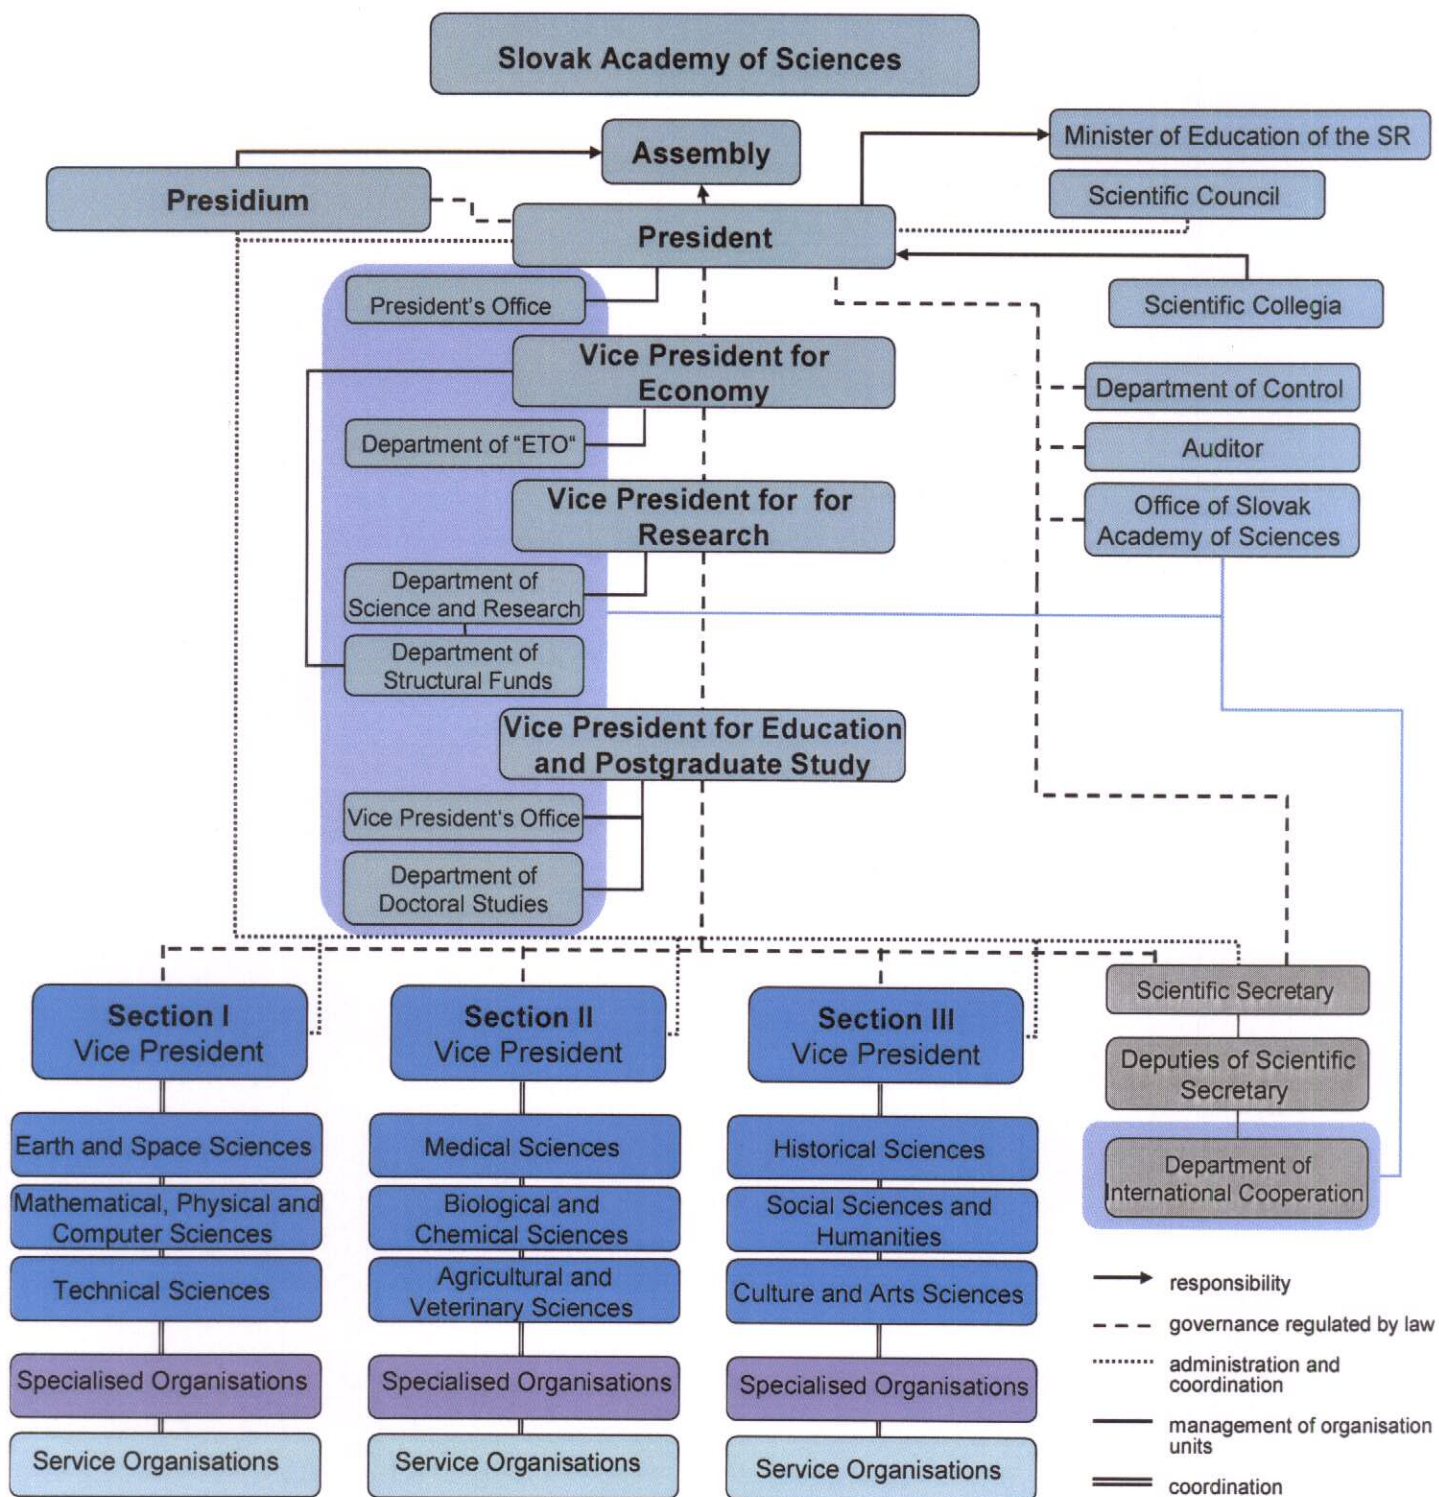 Slovak Academy of Sciences
Assembly
Minister of Education of the SR
Presidium
Scientific Council
President
President's Office
Scientific Collegia
Vice President for
Economy
Department of Control
Department of "ETO"
Auditor
Vice President for for
Research
Office of Slovak
Academy of Sciences
Department of
Science and Research
Department of
Structural Funds
Vice President for Education
and Postgraduate Study
Vice President's Office
Department of
Doctoral Studies
Section I
Vice President
Section II
Vice President
Section III
Vice President
Scientific Secretary
Deputies of Scientific
Secretary
Department of
International Cooperation
Earth and Space Sciences
Mathematical, Physical and
Computer Sciences
Technical Sciences
Specialised Organisations
Service Organisations
Medical Sciences
Biological and
Chemical Sciences
Agricultural and
Veterinary Sciences
Specialised Organisations
Service Organisations
Historical Sciences
Social Sciences and
Humanities
Culture and Arts Sciences
Specialised Organisations
Service Organisations
responsibility
governance regulated by law
administration and
coordination
management of organisation
units
coordination